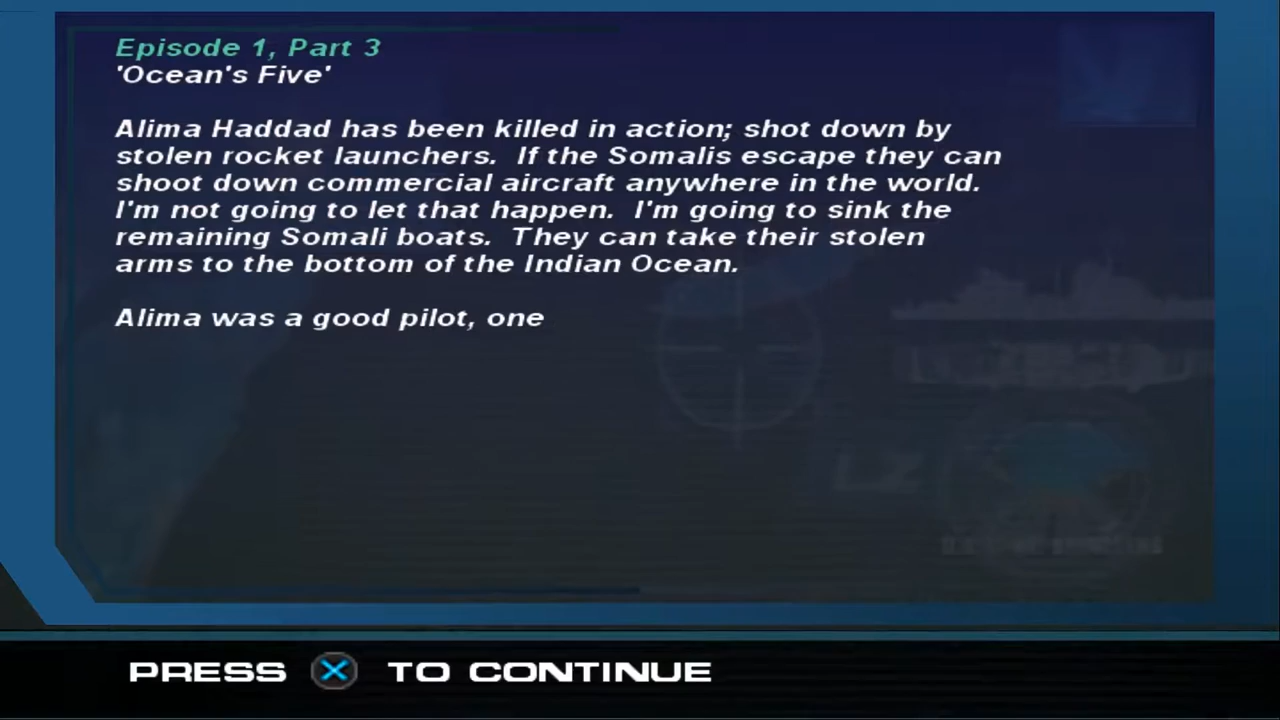 Episode 1, Part 3
'Ocean's Five'
Alima Haddad has been killed in action; shot down by
stolen rocket launchers. If the Somalis escape they can
shoot down commercial aircraft anywhere in the world.
I'm not going to let that happen. I'm going to sink the
remaining Somali boats. They can take their stolen
arms to the bottom of the Indian Ocean.
Alima was a good pilot, one
LZ
PRESS TO CONTINUE